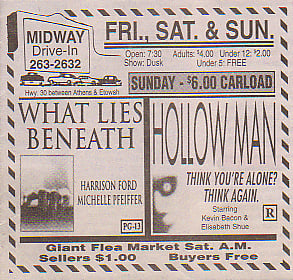 MIDWAY
Drive-In
263-2632
Hwy. 30 between Athens & Etowah
FRI., SAT. & SUN.
Open: 7:30 Adults: $4.00 Under 12: $2.00
Show: Dusk Under 5: FREE
SUNDAY - $6.00 CARLOAD
WHAT LIES
BENEATH
HARRISON FORD
MICHELLE PFEIFFER
PG-13
HOLLOW MAN
THINK YOU'RE ALONE?
THINK AGAIN.
Starring
Kevin Bacon &
Elisabeth Shue
R
Giant Flea Market Sat. A.M.
Sellers $1.00 Buyers Free